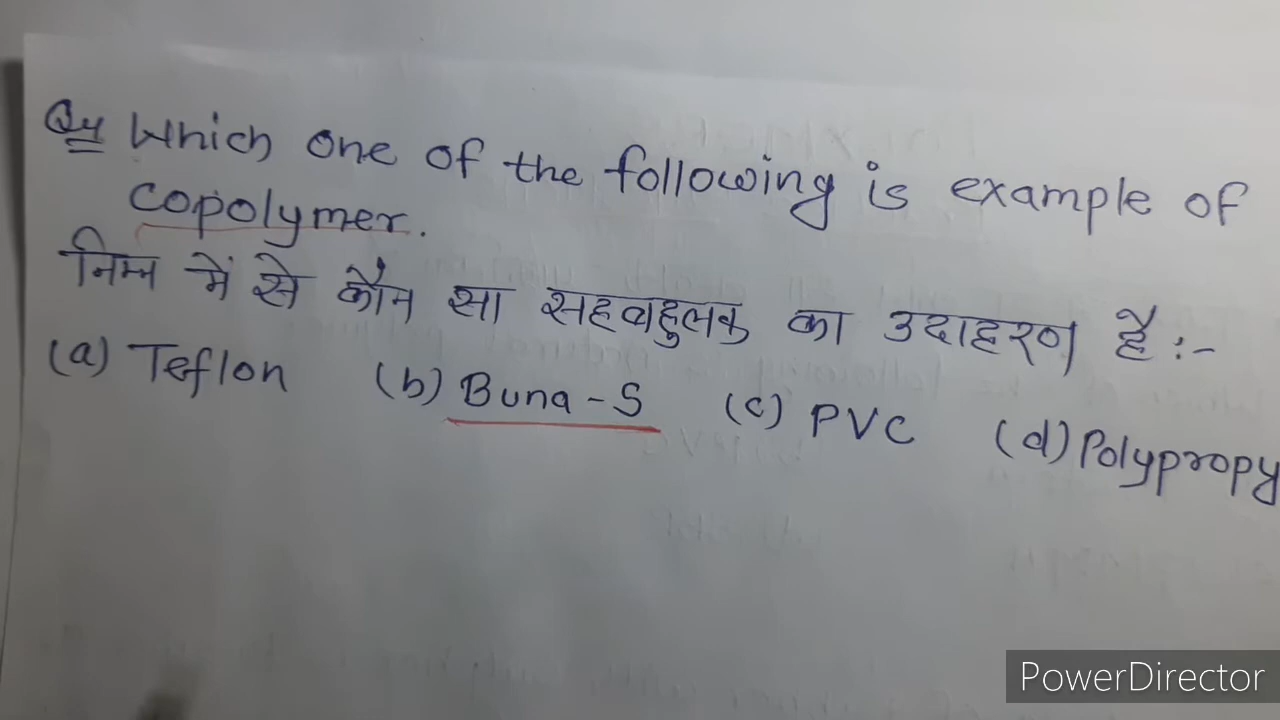 Q4 Which one of the following is example of
copolymer.
निम्न में से कौन सा सहबहुलक का उदाहरण है :-
(a) Teflon (b) Buna-S (c) PVC (d) Polypropy
PowerDirector